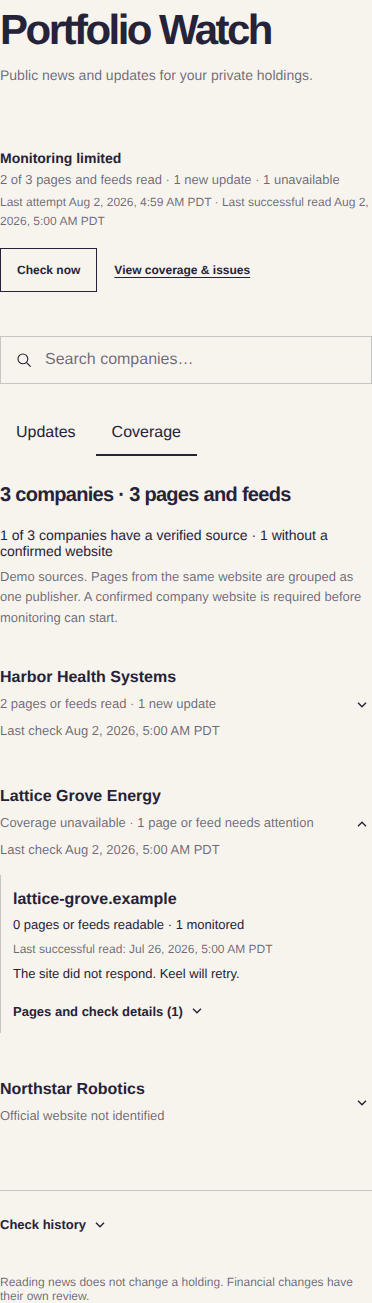 Portfolio Watch
Public news and updates for your private holdings.
Monitoring limited
2 of 3 pages and feeds read · 1 new update · 1 unavailable
Last attempt Aug 2, 2026, 4:59 AM PDT · Last successful read Aug 2,
2026, 5:00 AM PDT
Check now
View coverage & issues
Search companies…
Updates
Coverage
3 companies · 3 pages and feeds
1 of 3 companies have a verified source · 1 without a
confirmed website
Demo sources. Pages from the same website are grouped as
one publisher. A confirmed company website is required before
monitoring can start.
Harbor Health Systems
2 pages or feeds read · 1 new update
Last check Aug 2, 2026, 5:00 AM PDT
Lattice Grove Energy
Coverage unavailable · 1 page or feed needs attention
Last check Aug 2, 2026, 5:00 AM PDT
lattice-grove.example
0 pages or feeds readable · 1 monitored
Last successful read: Jul 26, 2026, 5:00 AM PDT
The site did not respond. Keel will retry.
Pages and check details (1)
Northstar Robotics
Official website not identified
Check history
Reading news does not change a holding. Financial changes have
their own review.